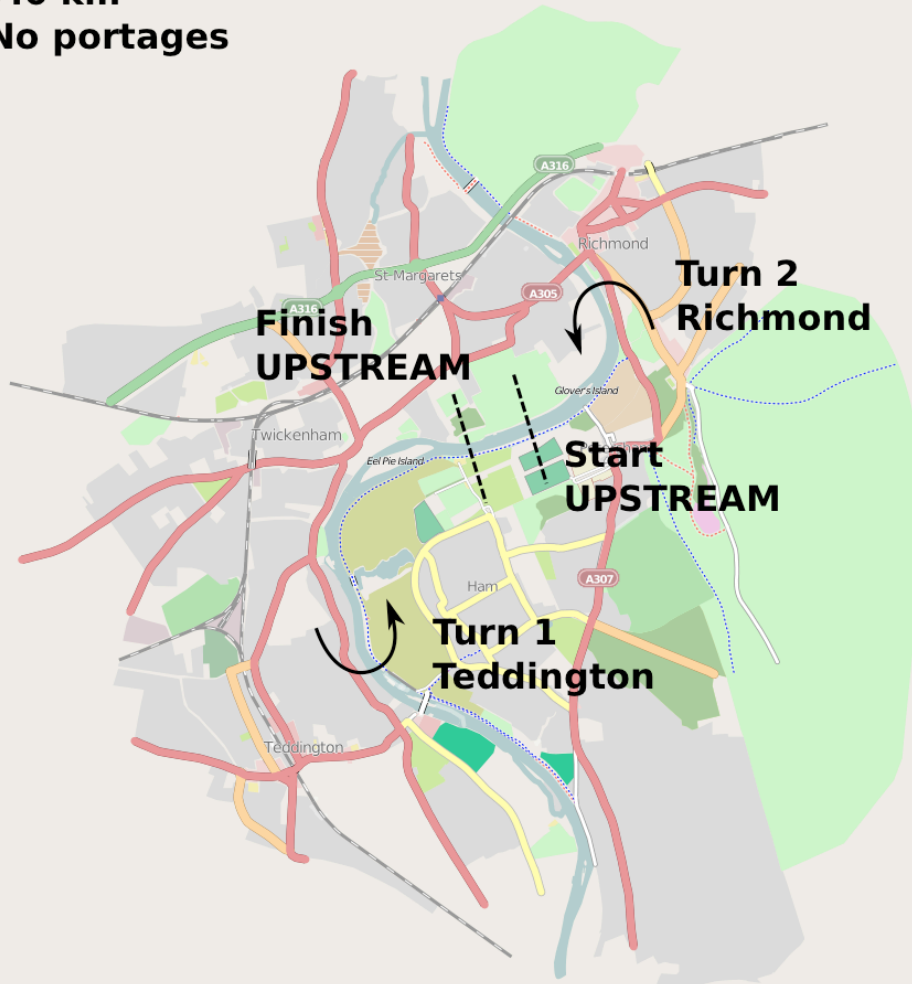 No portages
A316
Richmond
St Margarets
Turn 2
Richmond
A305
A316
Finish
UPSTREAM
Glover's Island
Twickenham
Eel Pie Island
Start
UPSTREAM
A307
Ham
Turn 1
Teddington
Teddington